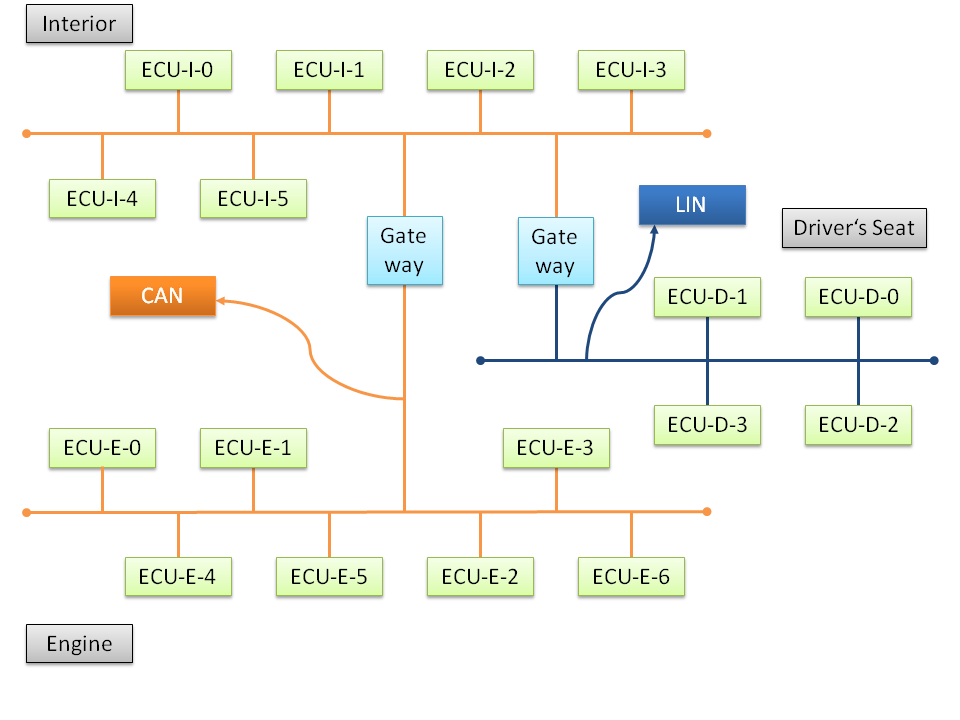 Interior
ECU-I-0
ECU-I-1
ECU-I-2
ECU-I-3
ECU-I-4
ECU-I-5
LIN
Driver‘s Seat
Gate
way
Gate
way
CAN
ECU-D-1
ECU-D-0
ECU-D-3
ECU-D-2
ECU-E-0
ECU-E-1
ECU-E-3
ECU-E-4
ECU-E-5
ECU-E-2
ECU-E-6
Engine